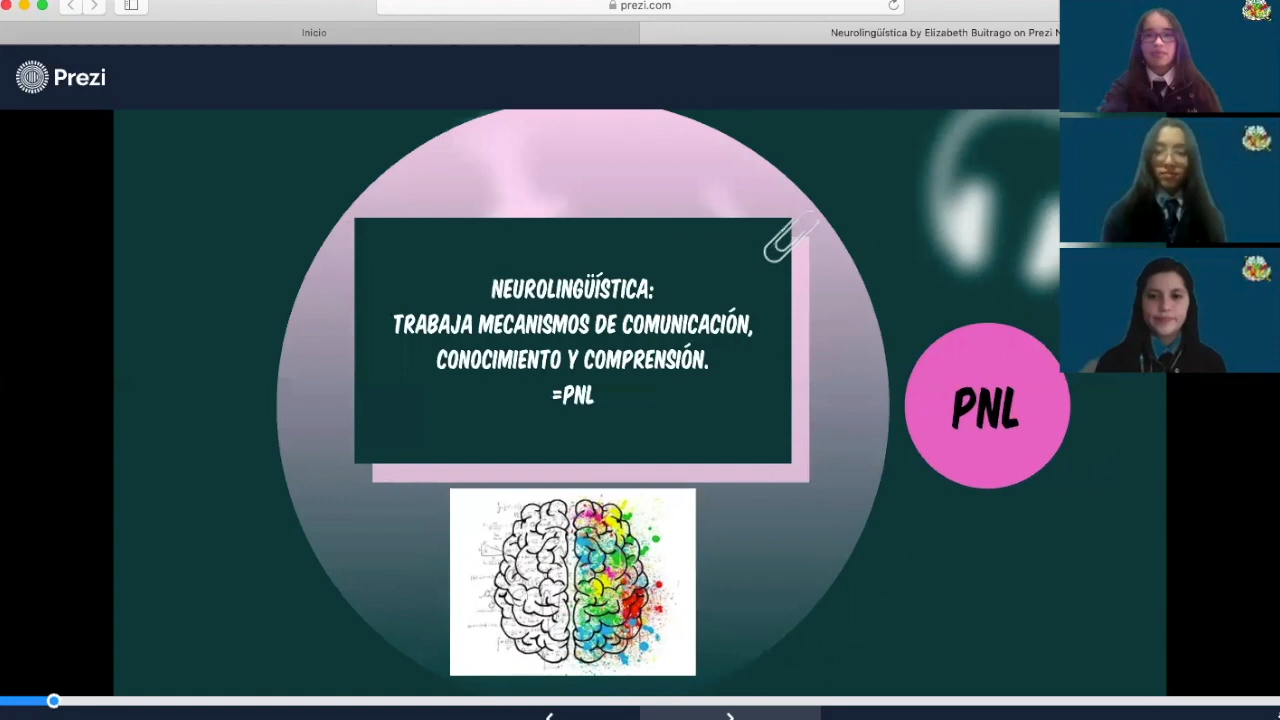 prezi.com
Inicio
Neurolingüística by Elizabeth Buitrago on Prezi N
Prezi
NEUROLINGÜÍSTICA:
TRABAJA MECANISMOS DE COMUNICACIÓN,
CONOCIMIENTO Y COMPRENSIÓN.
=PNL
PNL